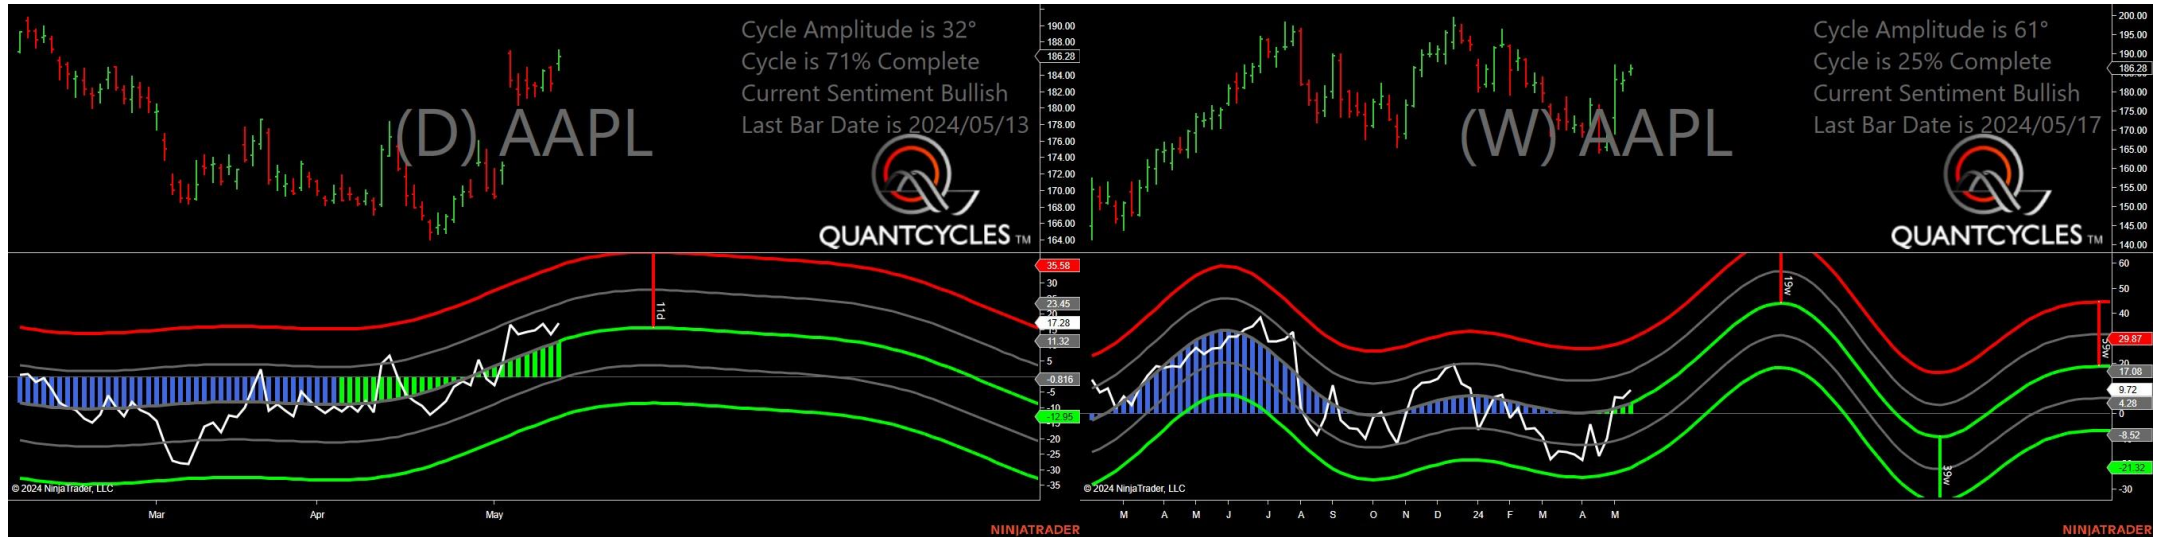 Cycle Amplitude is 32°
Cycle is 71% Complete
Current Sentiment Bullish
Last Bar Date is 2024/05/13
(D) AAPL
QUANTCYCLES TM
190.00
188.00
186.28
184.00
182.00
180.00
178.00
176.00
174.00
172.00
170.00
168.00
166.00
164.00
35.58
30
23.45
17.28
11.32
5
-0.816
-5
-10
-12.95
-20
-25
-30
-35
11d
© 2024 NinjaTrader, LLC
Mar
Apr
May
NINJATRADER
Cycle Amplitude is 61°
Cycle is 25% Complete
Current Sentiment Bullish
Last Bar Date is 2024/05/17
(W) AAPL
QUANTCYCLES TM
200.00
195.00
190.00
186.28
180.00
175.00
170.00
165.00
160.00
155.00
150.00
145.00
140.00
60
50
40
29.87
20
17.08
9.72
4.28
0
-8.52
-21.32
-30
19w
39w
59w
© 2024 NinjaTrader, LLC
M A M J J A S O N D 24 F M A M
NINJATRADER